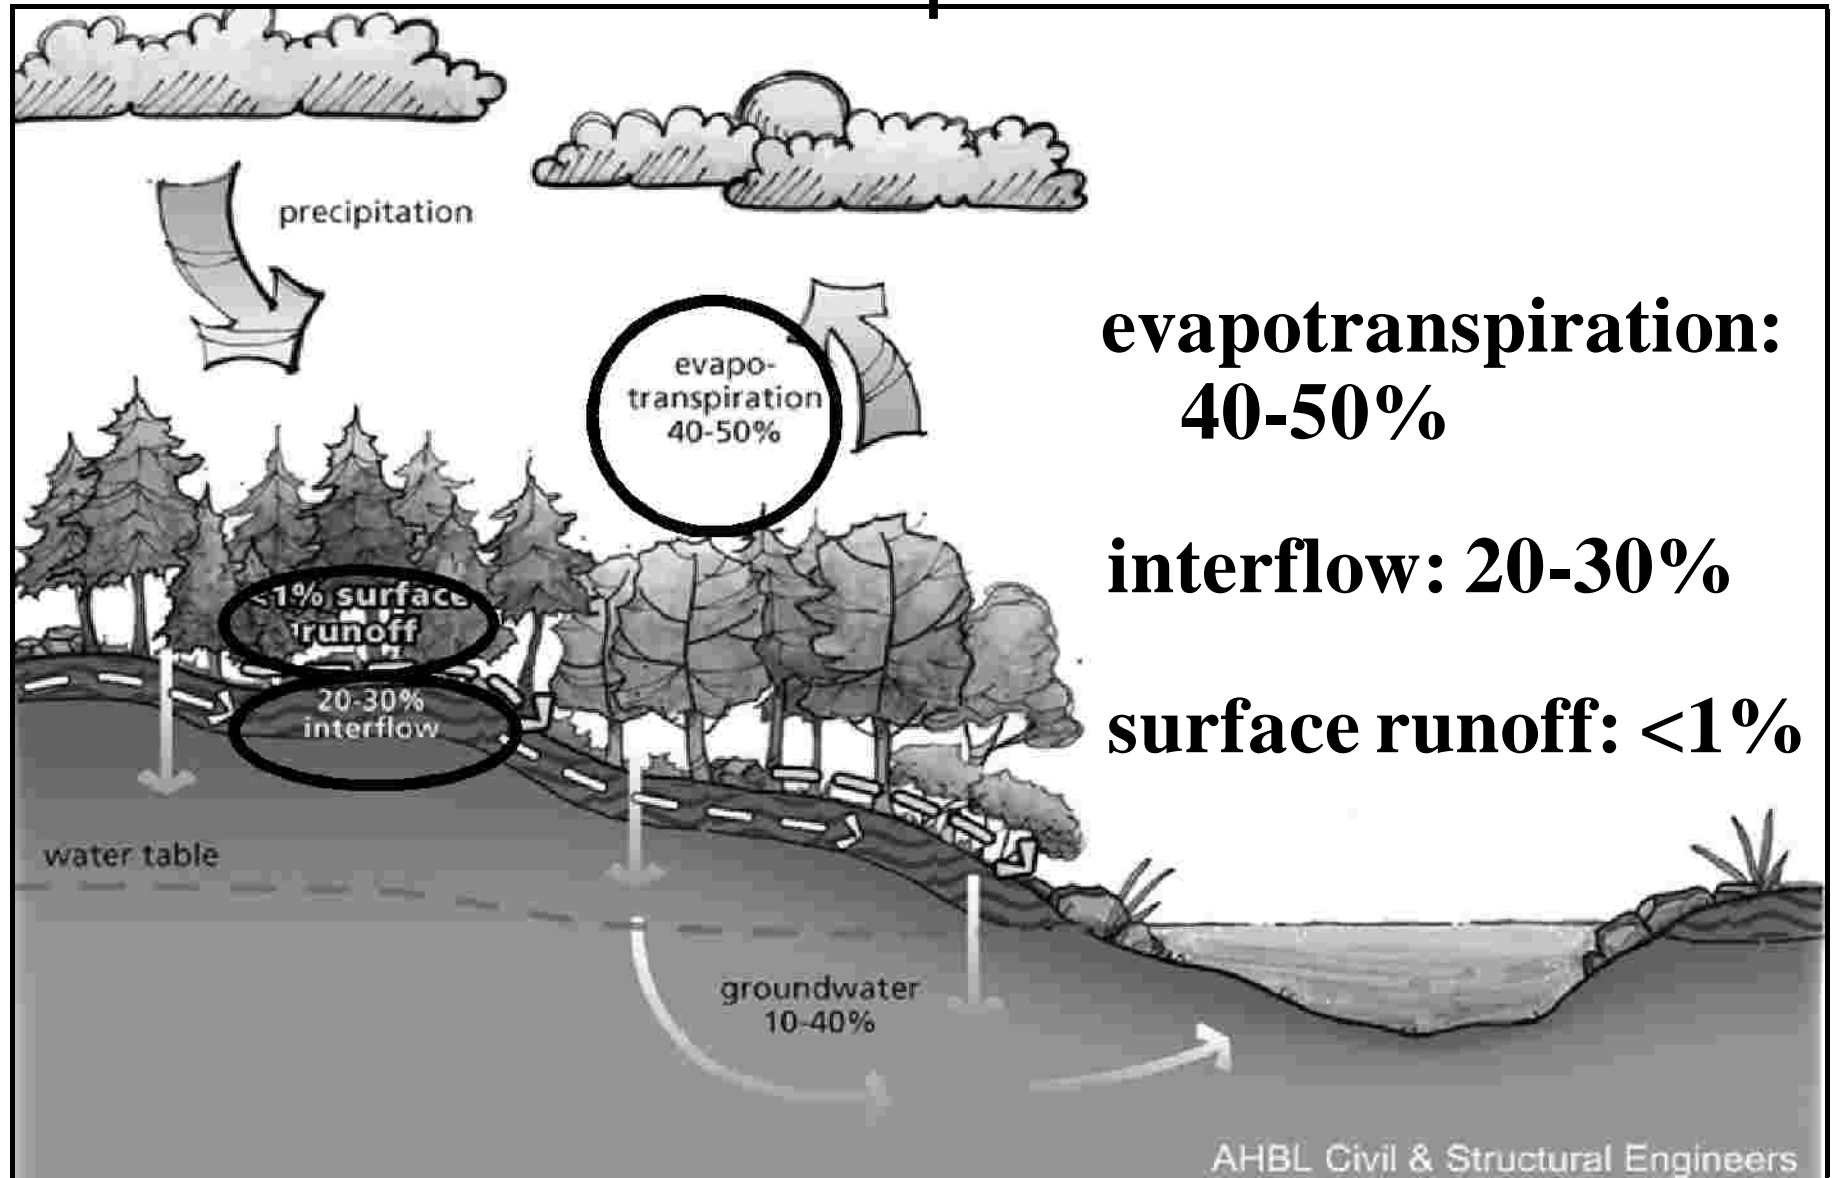 precipitation
evapo-
transpiration
40-50%
<1% surface
runoff
20-30%
interflow
water table
groundwater
10-40%
evapotranspiration:
40-50%
interflow: 20-30%
surface runoff: <1%
AHBL Civil & Structural Engineers